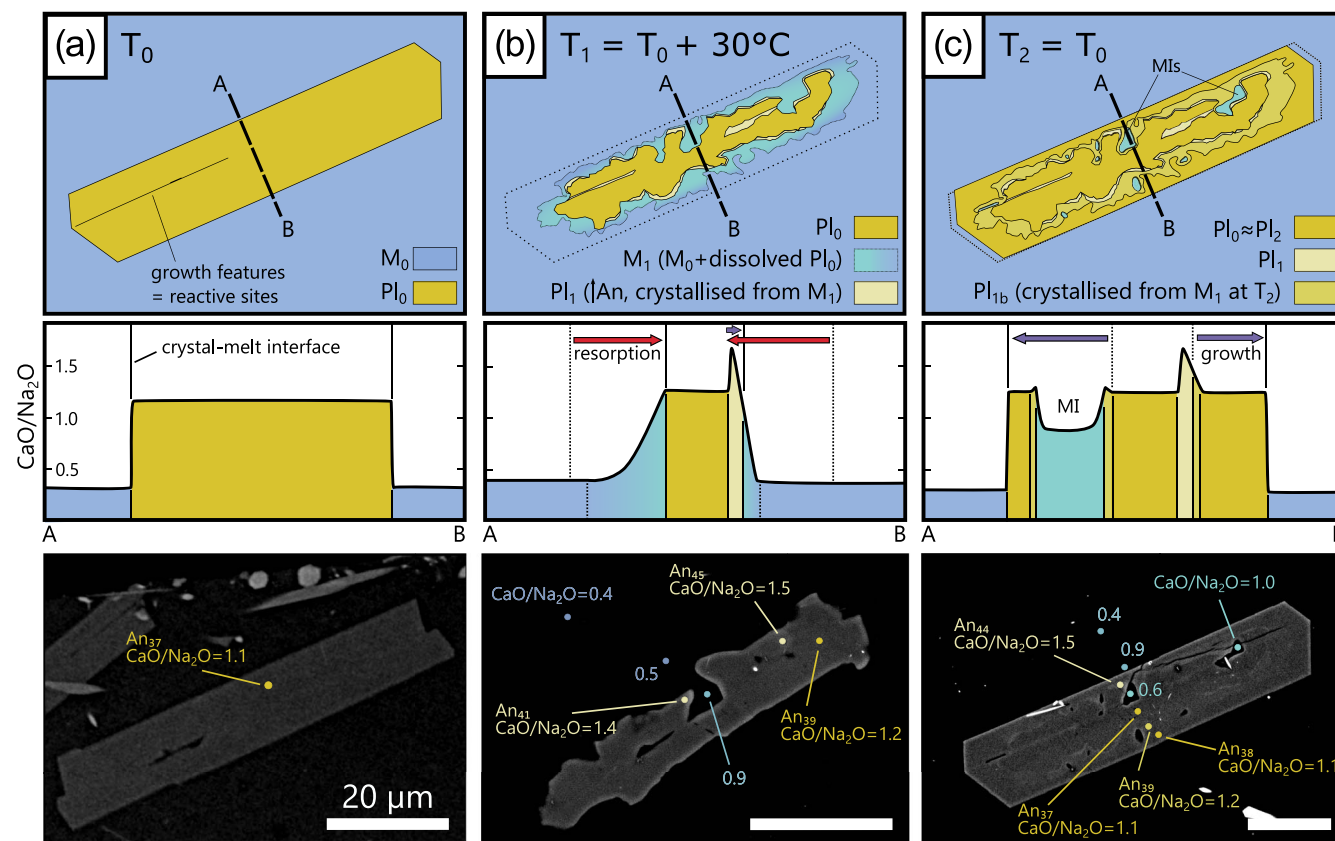 (a) T₀
A
B
growth features
= reactive sites
M₀
Pl₀
(b) T₁ = T₀ + 30°C
A
B
Pl₀
M₁ (M₀+dissolved Pl₀)
Pl₁ (↑An, crystallised from M₁)
(c) T₂ = T₀
MIs
A
B
Pl₀≈Pl₂
Pl₁
Pl₁b (crystallised from M₁ at T₂)
CaO/Na₂O
1.5
1.0
0.5
crystal-melt interface
A
B
resorption
A
B
growth
MI
A
An₃₇
CaO/Na₂O=1.1
20 µm
CaO/Na₂O=0.4
An₄₅
CaO/Na₂O=1.5
0.5
An₄₁
CaO/Na₂O=1.4
An₃₉
CaO/Na₂O=1.2
0.9
CaO/Na₂O=1.0
0.4
An₄₄
CaO/Na₂O=1.5
0.9
0.6
An₃₈
CaO/Na₂O=1.1
An₃₉
CaO/Na₂O=1.2
An₃₇
CaO/Na₂O=1.1